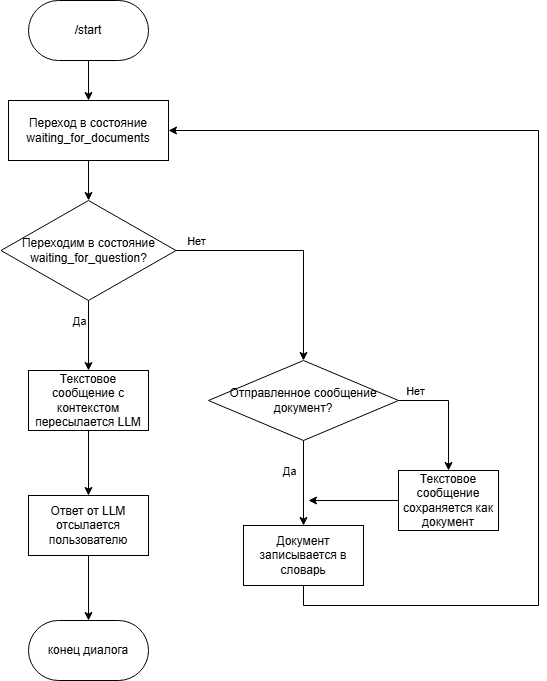 /start
Переход в состояние
waiting_for_documents
Переходим в состояние
waiting_for_question?
Нет
Да
Текстовое
сообщение с
контекстом
пересылается LLM
Отправленное сообщение
документ?
Нет
Да
Текстовое
сообщение
сохраняется как
документ
Ответ от LLM
отсылается
пользователю
Документ
записывается в
словарь
конец диалога